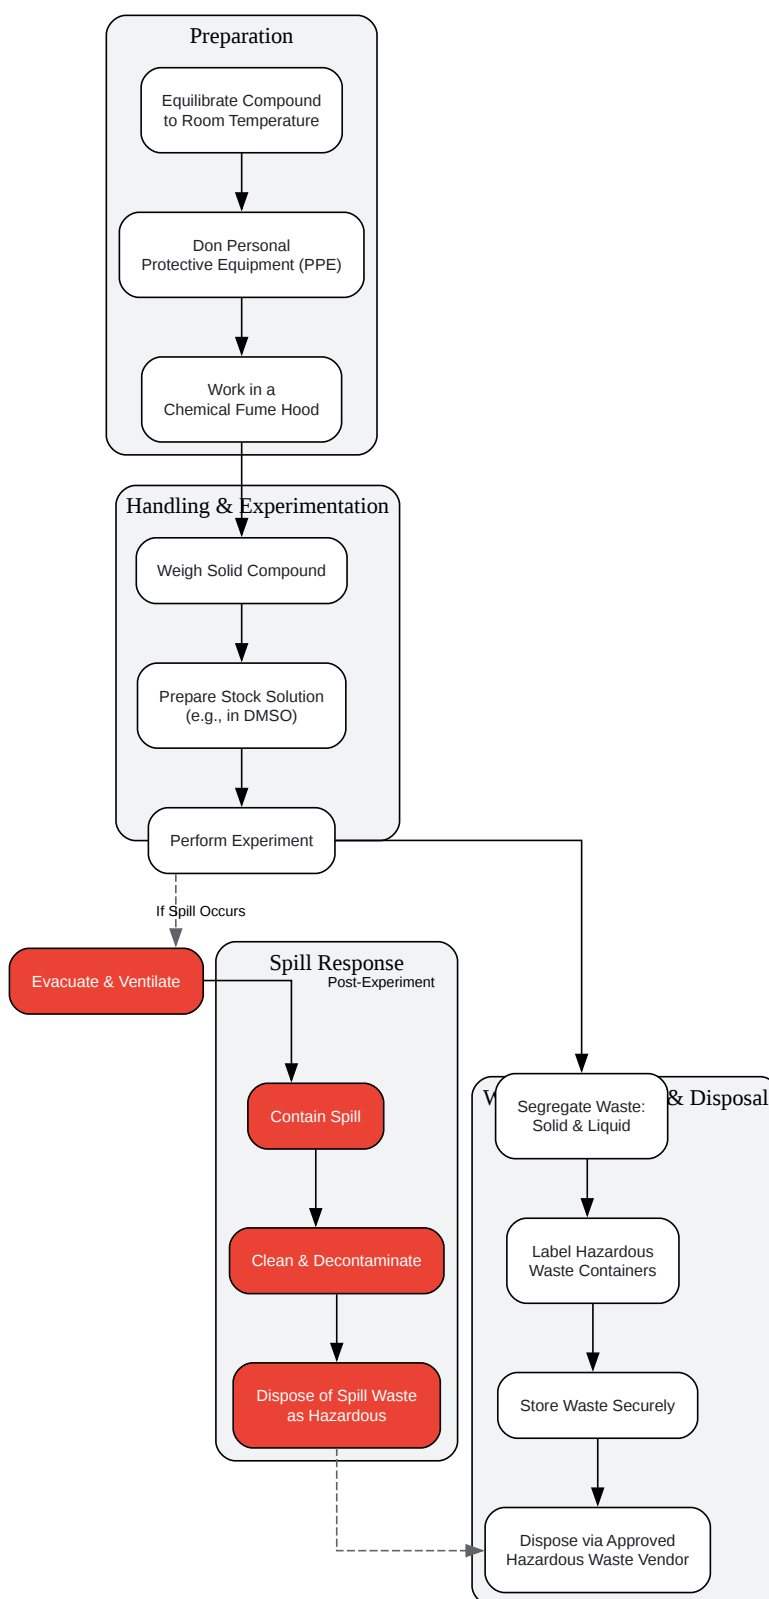 Preparation
Equilibrate Compound
to Room Temperature
Don Personal
Protective Equipment (PPE)
Work in a
Chemical Fume Hood
Handling & Experimentation
Weigh Solid Compound
Prepare Stock Solution
(e.g., in DMSO)
Perform Experiment
If Spill Occurs
Evacuate & Ventilate
Spill Response
Post-Experiment
Contain Spill
Clean & Decontaminate
Dispose of Spill Waste
as Hazardous
& Disposal
Segregate Waste:
Solid & Liquid
Label Hazardous
Waste Containers
Store Waste Securely
Dispose via Approved
Hazardous Waste Vendor